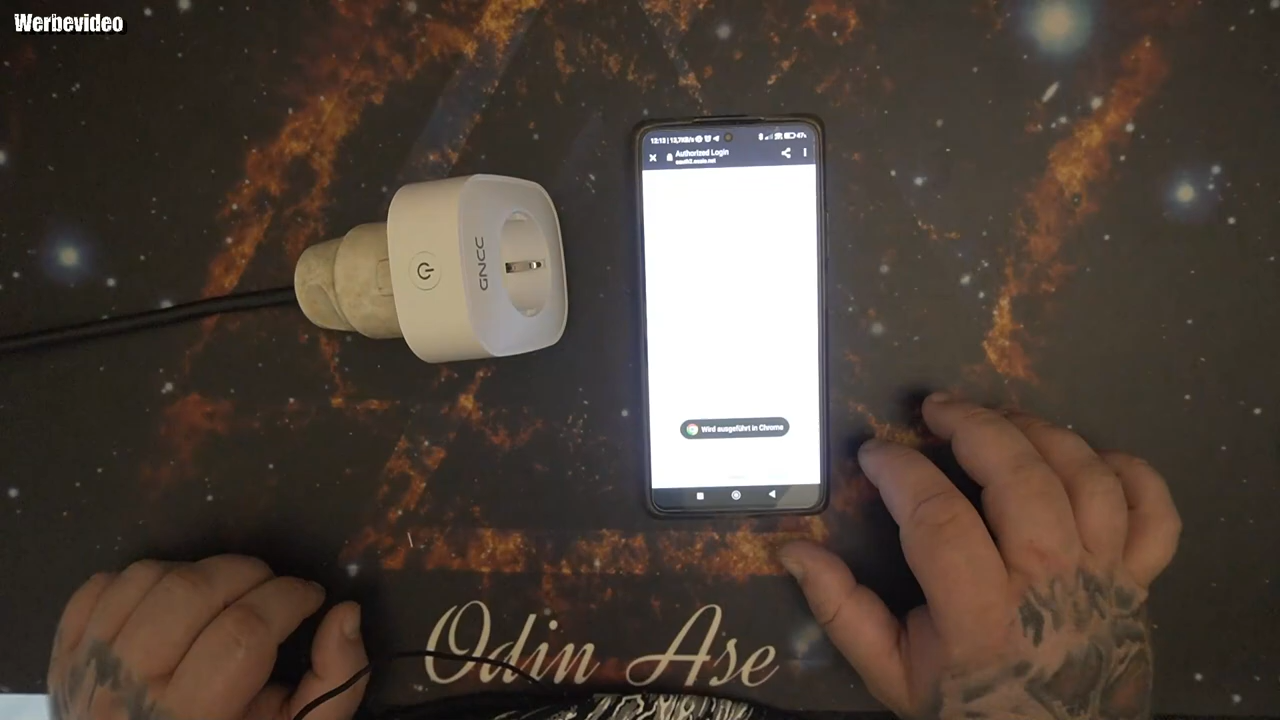 Werbevideo
Authorized Login
GNCC
Wird ausgeführt in Chrome
Odin Ase